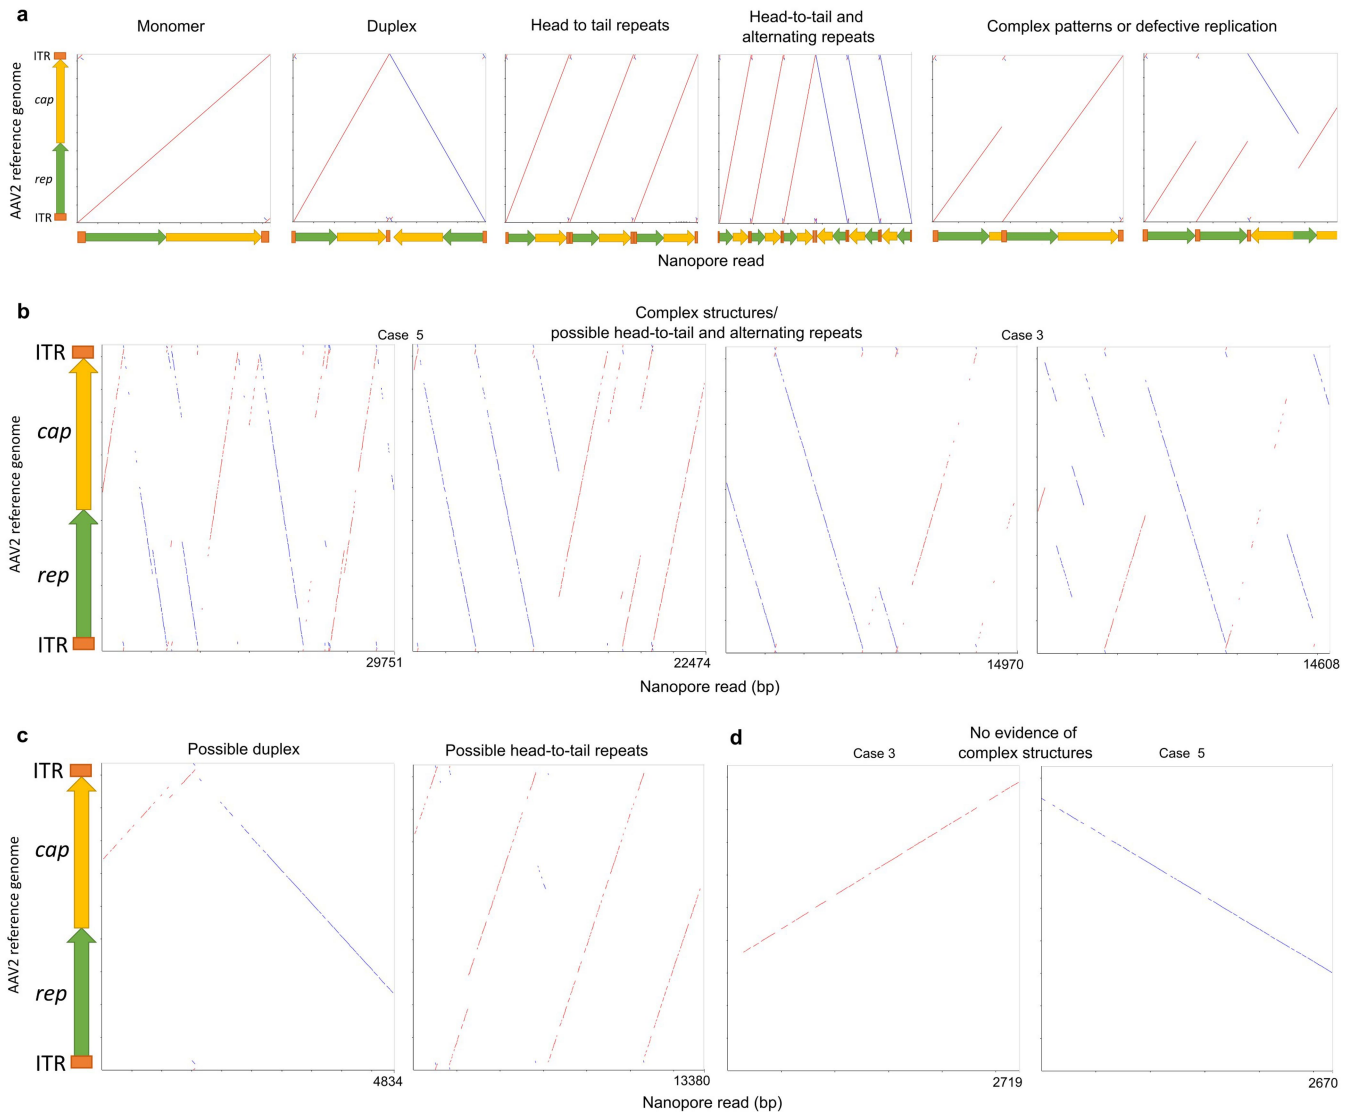 a
Monomer
Duplex
Head to tail repeats
Head-to-tail and
alternating repeats
Complex patterns or defective replication
AAV2 reference genome
ITR
cap
rep
ITR
Nanopore read
b
Complex structures/
possible head-to-tail and alternating repeats
Case 5
Case 3
AAV2 reference genome
ITR
cap
rep
ITR
29751
22474
14970
14608
Nanopore read (bp)
c
Possible duplex
Possible head-to-tail repeats
d
No evidence of
complex structures
Case 3
Case 5
AAV2 reference genome
ITR
cap
rep
ITR
4834
13380
2719
2670
Nanopore read (bp)